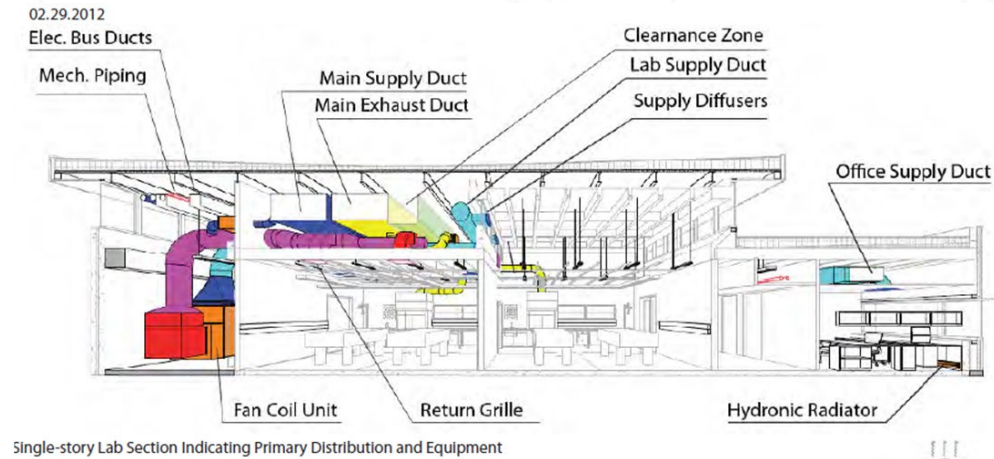 02.29.2012
Elec. Bus Ducts
Mech. Piping
Main Supply Duct
Main Exhaust Duct
Clearnance Zone
Lab Supply Duct
Supply Diffusers
Office Supply Duct
Fan Coil Unit
Return Grille
Hydronic Radiator
Single-story Lab Section Indicating Primary Distribution and Equipment